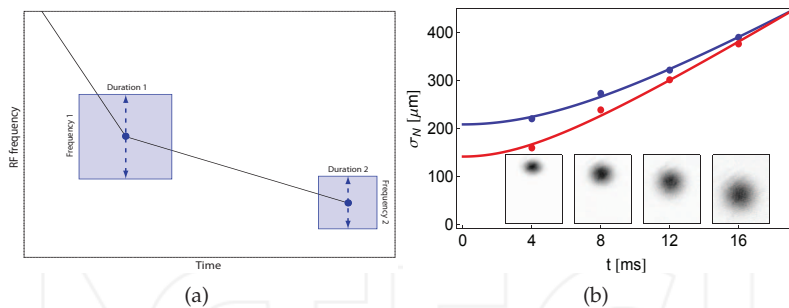 (a)
(b)
RF frequency
Duration 1
Frequency 1
Duration 2
Frequency 2
Time
σN [μm]
400
300
200
100
0
0
4
8
12
16
t [ms]